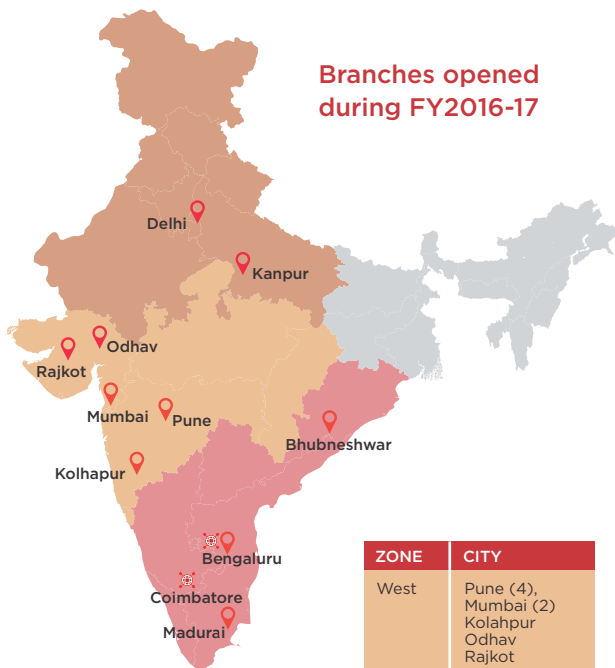 Branches opened
during FY2016-17
Delhi
Kanpur
Odhav
Rajkot
Mumbai
Pune
Bhubneshwar
Kolhapur
Bengaluru
Coimbatore
Madurai
ZONE CITY
West Pune (4),
Mumbai (2)
Kolahpur
Odhav
Rajkot